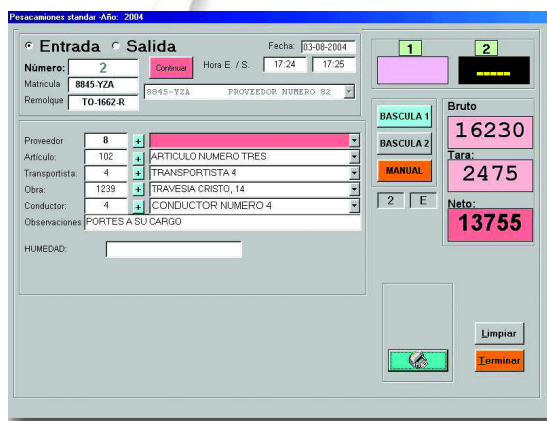 Pesacamiones standar -Año: 2004
Entrada Salida Fecha: 03-08-2004
Número: 2 Continuar Hora E. / S. 17:24 17:25
Matricula 8845-YZA
8845-YZA PROVEEDOR NUMERO 82
Remolque TO-1662-R
1 2
-----
BASCULA 1
BASCULA 2
MANUAL
2 E
Bruto
16230
Tara:
2475
Neto:
13755
Proveedor 8 +
Artículo: 102 + ARTICULO NUMERO TRES
Transportista: 4 + TRANSPORTISTA 4
Obra: 1239 + TRAVESIA CRISTO, 14
Conductor: 4 + CONDUCTOR NUMERO 4
Observaciones PORTES A SU CARGO
HUMEDAD:
Limpiar
Terminar